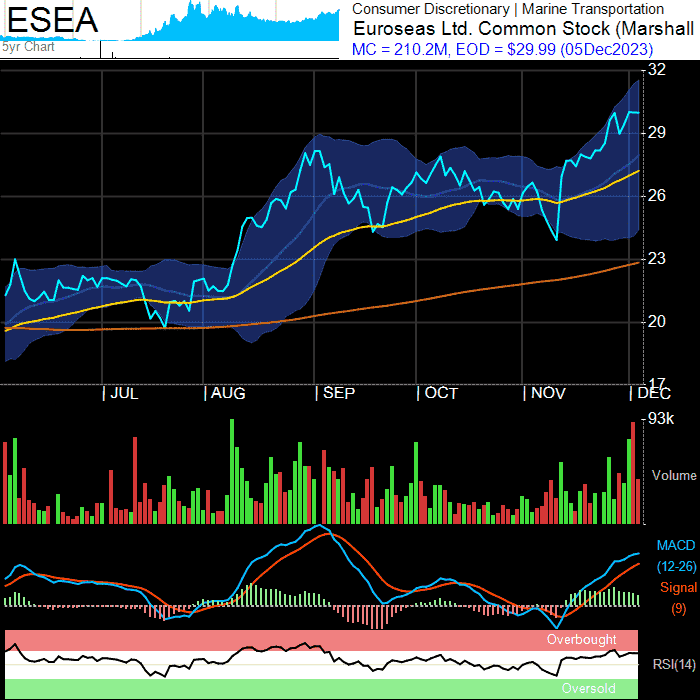 ESEA
5yr Chart
Consumer Discretionary | Marine Transportation
Euroseas Ltd. Common Stock (Marshall
MC = 210.2M, EOD = $29.99 (05Dec2023)
32
29
26
23
20
17
JUL
AUG
SEP
OCT
NOV
DEC
93k
Volume
MACD
(12-26)
Signal
(9)
Overbought
RSI(14)
Oversold